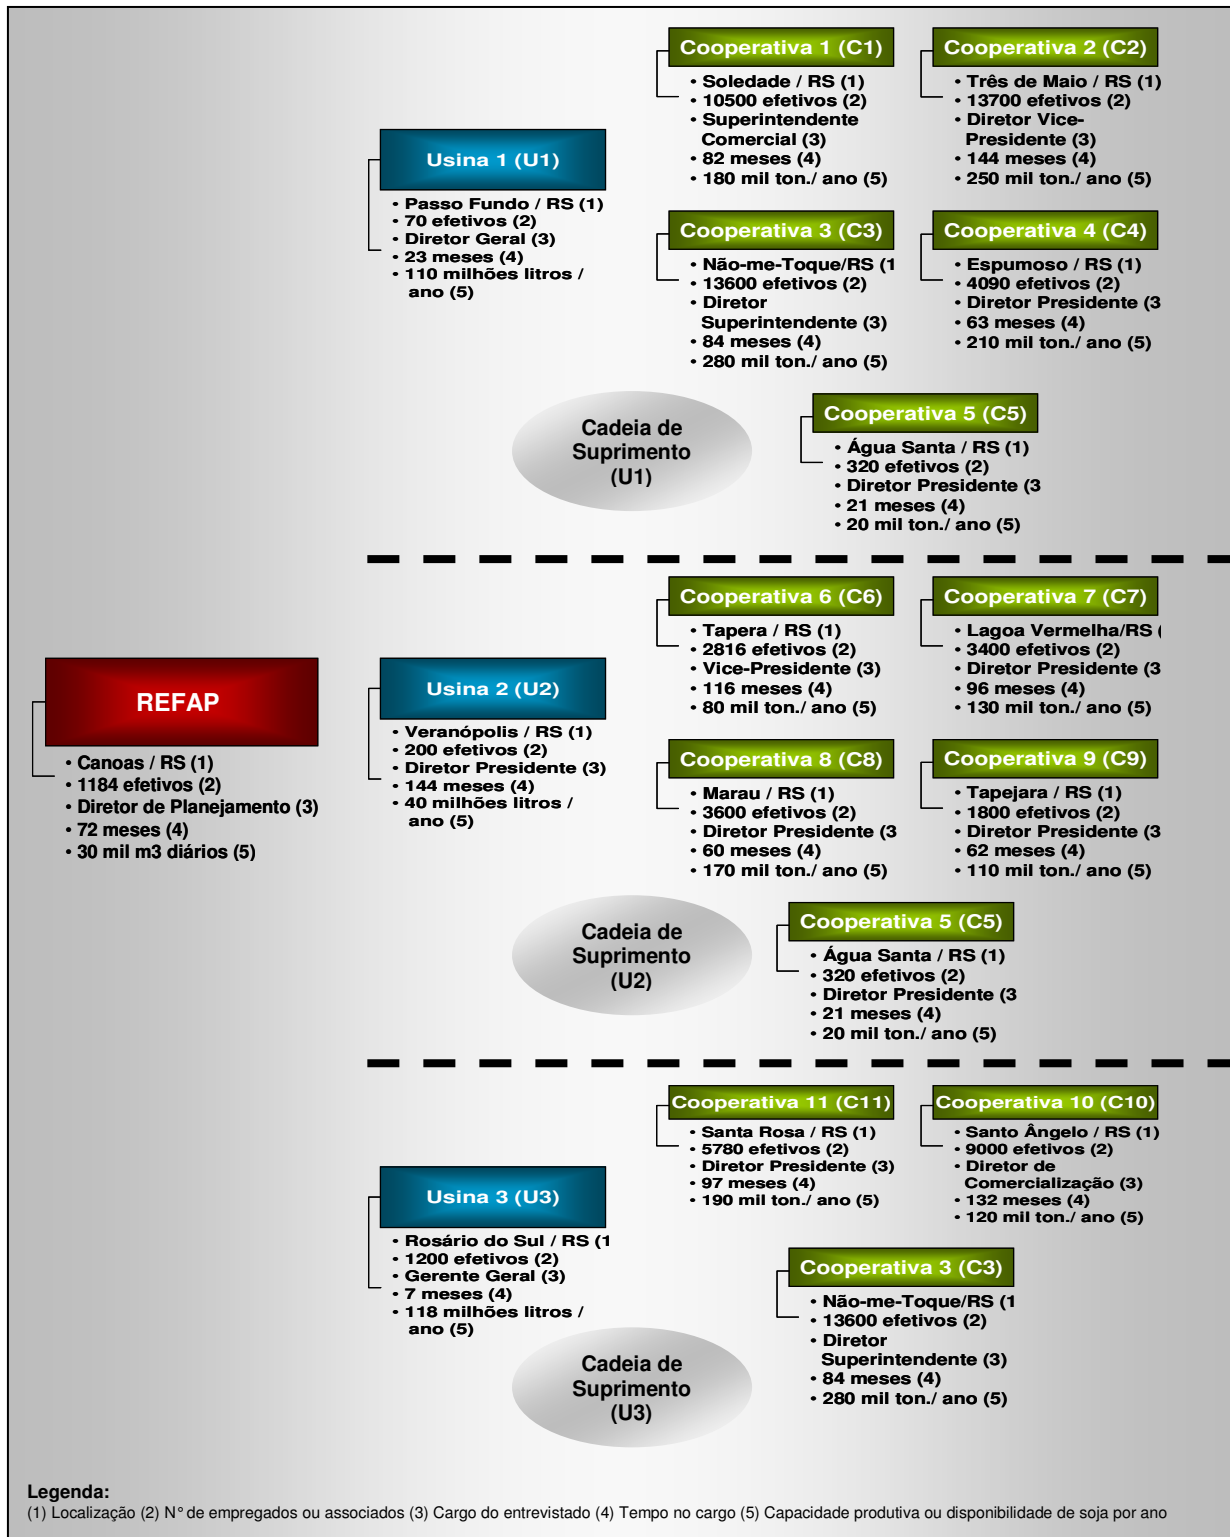 Cooperativa 1 (C1)
• Soledade / RS (1)
• 10500 efetivos (2)
• Superintendente
Comercial (3)
• 82 meses (4)
• 180 mil ton./ ano (5)
Cooperativa 2 (C2)
• Três de Maio / RS (1)
• 13700 efetivos (2)
• Diretor Vice-
Presidente (3)
• 144 meses (4)
• 250 mil ton./ ano (5)
Usina 1 (U1)
• Passo Fundo / RS (1)
• 70 efetivos (2)
• Diretor Geral (3)
• 23 meses (4)
• 110 milhões litros /
ano (5)
Cooperativa 3 (C3)
• Não-me-Toque/RS (1
• 13600 efetivos (2)
• Diretor
Superintendente (3)
• 84 meses (4)
• 280 mil ton./ ano (5)
Cooperativa 4 (C4)
• Espumoso / RS (1)
• 4090 efetivos (2)
• Diretor Presidente (3
• 63 meses (4)
• 210 mil ton./ ano (5)
Cadeia de
Suprimento
(U1)
Cooperativa 5 (C5)
• Água Santa / RS (1)
• 320 efetivos (2)
• Diretor Presidente (3
• 21 meses (4)
• 20 mil ton./ ano (5)
REFAP
• Canoas / RS (1)
• 1184 efetivos (2)
• Diretor de Planejamento (3)
• 72 meses (4)
• 30 mil m3 diários (5)
Usina 2 (U2)
• Veranópolis / RS (1)
• 200 efetivos (2)
• Diretor Presidente (3)
• 144 meses (4)
• 40 milhões litros /
ano (5)
Cooperativa 6 (C6)
• Tapera / RS (1)
• 2816 efetivos (2)
• Vice-Presidente (3)
• 116 meses (4)
• 80 mil ton./ ano (5)
Cooperativa 7 (C7)
• Lagoa Vermelha/RS (
• 3400 efetivos (2)
• Diretor Presidente (3
• 96 meses (4)
• 130 mil ton./ ano (5)
Cooperativa 8 (C8)
• Marau / RS (1)
• 3600 efetivos (2)
• Diretor Presidente (3
• 60 meses (4)
• 170 mil ton./ ano (5)
Cooperativa 9 (C9)
• Tapejara / RS (1)
• 1800 efetivos (2)
• Diretor Presidente (3
• 62 meses (4)
• 110 mil ton./ ano (5)
Cadeia de
Suprimento
(U2)
Cooperativa 5 (C5)
• Água Santa / RS (1)
• 320 efetivos (2)
• Diretor Presidente (3
• 21 meses (4)
• 20 mil ton./ ano (5)
Cooperativa 11 (C11)
• Santa Rosa / RS (1)
• 5780 efetivos (2)
• Diretor Presidente (3)
• 97 meses (4)
• 190 mil ton./ ano (5)
Cooperativa 10 (C10)
• Santo Ângelo / RS (1)
• 9000 efetivos (2)
• Diretor de
Comercialização (3)
• 132 meses (4)
• 120 mil ton./ ano (5)
Usina 3 (U3)
• Rosário do Sul / RS (1
• 1200 efetivos (2)
• Gerente Geral (3)
• 7 meses (4)
• 118 milhões litros /
ano (5)
Cooperativa 3 (C3)
• Não-me-Toque/RS (1
• 13600 efetivos (2)
• Diretor
Superintendente (3)
• 84 meses (4)
• 280 mil ton./ ano (5)
Cadeia de
Suprimento
(U3)
Legenda:
(1) Localização (2) N° de empregados ou associados (3) Cargo do entrevistado (4) Tempo no cargo (5) Capacidade produtiva ou disponibilidade de soja por ano